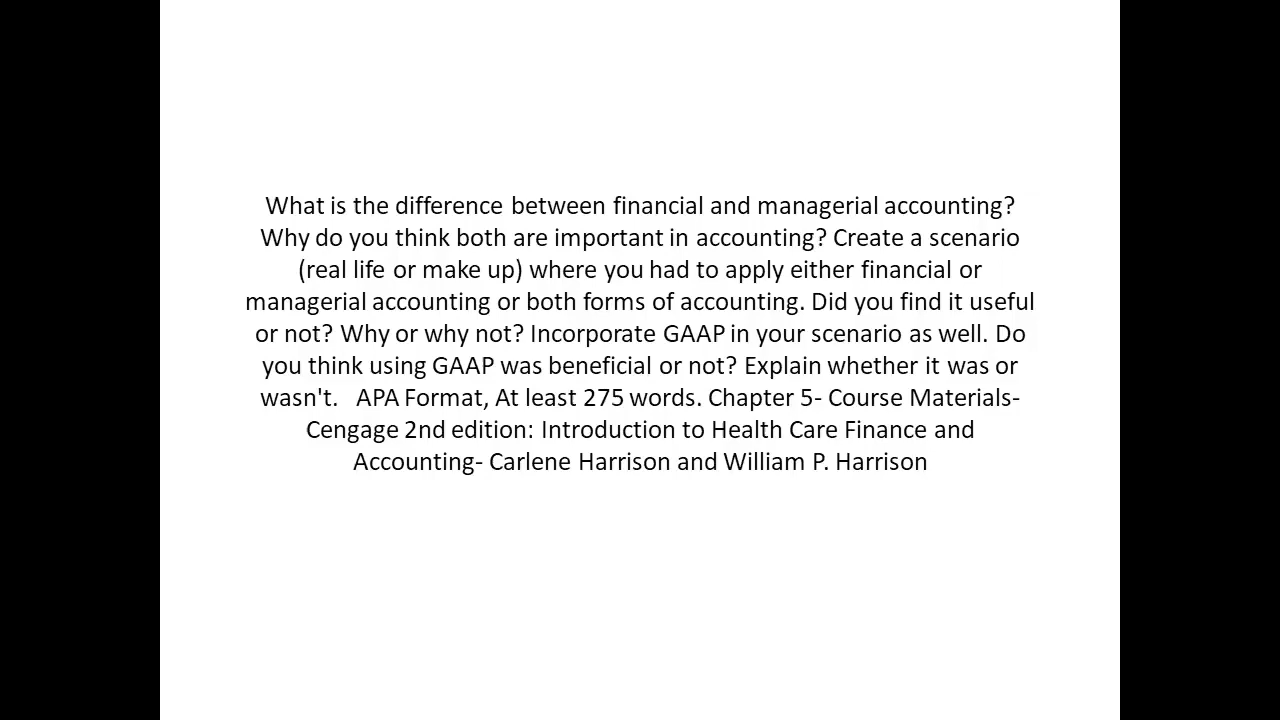 What is the difference between financial and managerial accounting?
Why do you think both are important in accounting? Create a scenario
(real life or make up) where you had to apply either financial or
managerial accounting or both forms of accounting. Did you find it useful
or not? Why or why not? Incorporate GAAP in your scenario as well. Do
you think using GAAP was beneficial or not? Explain whether it was or
wasn't.   APA Format, At least 275 words. Chapter 5- Course Materials-
Cengage 2nd edition: Introduction to Health Care Finance and
Accounting- Carlene Harrison and William P. Harrison